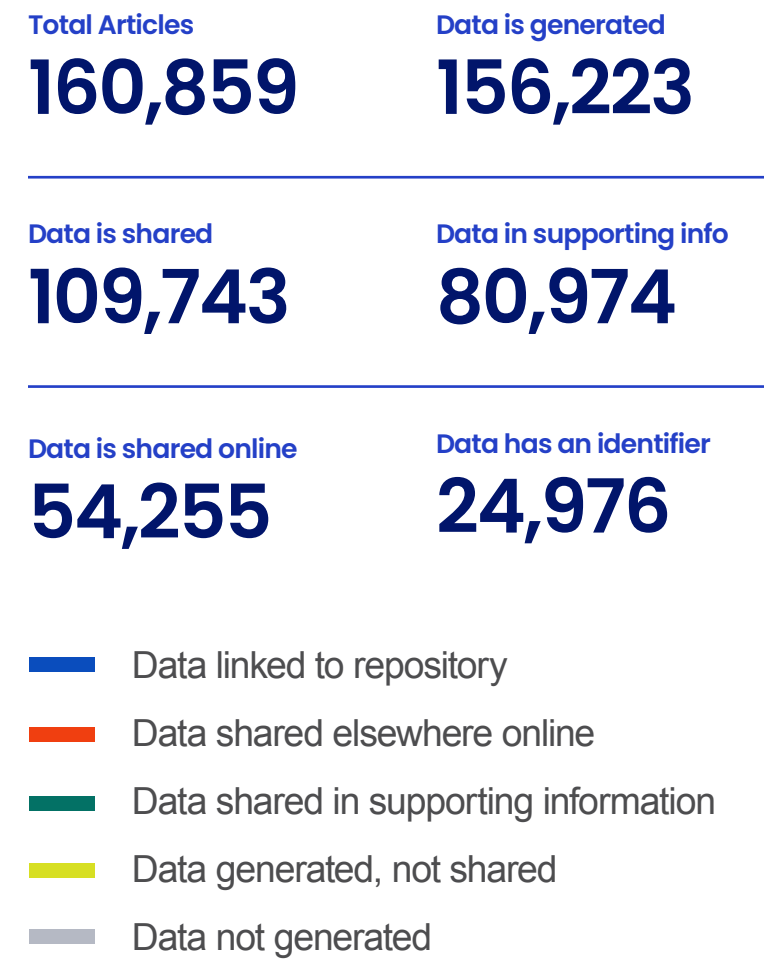 Total Articles
160,859
Data is generated
156,223
Data is shared
109,743
Data in supporting info
80,974
Data is shared online
54,255
Data has an identifier
24,976
Data linked to repository
Data shared elsewhere online
Data shared in supporting information
Data generated, not shared
Data not generated